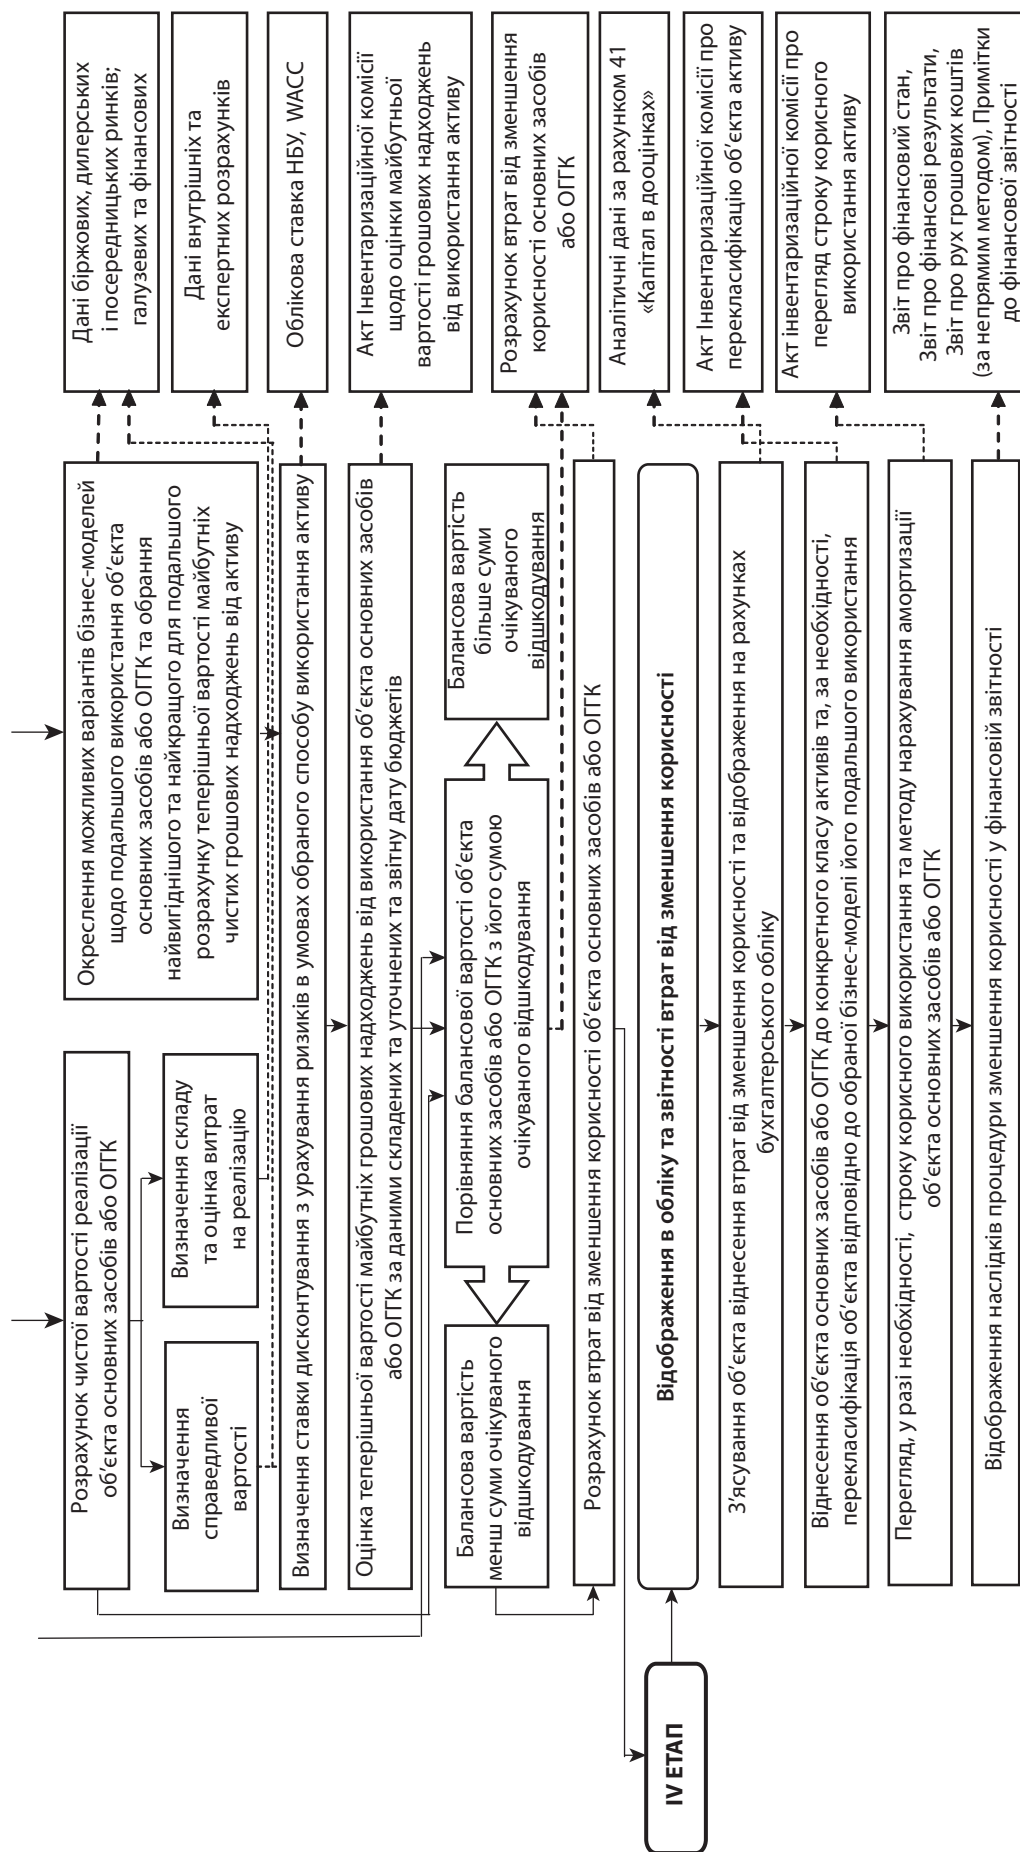 Розрахунок чистої вартості реалізації
об’єкта основних засобів або ОГГК
Окреслення можливих варіантів бізнес-моделей
щодо подальшого використання об’єкта
основних засобів або ОГГК та обрання
найвигіднішого та найкращого для подальшого
розрахунку теперішньої вартості майбутніх
чистих грошових надходжень від активу
Дані біржових, дилерських
і посередницьких ринків;
галузевих та фінансових
Визначення
справедливої
вартості
Визначення складу
та оцінка витрат
на реалізацію
Дані внутрішніх та
експертних розрахунків
Визначення ставки дисконтування з урахування ризиків в умовах обраного способу використання активу
Облікова ставка НБУ, WACC
Оцінка теперішньої вартості майбутніх грошових надходжень від використання об’єкта основних засобів
або ОГГК за даними складених та уточнених та звітну дату бюджетів
Акт Інвентаризаційної комісії
щодо оцінки майбутньої
вартості грошових надходжень
від використання активу
Балансова вартість
менш суми очікуваного
відшкодування
Порівняння балансової вартості об’єкта
основних засобів або ОГГК з його сумою
очікуваного відшкодування
Балансова вартість
більше суми
очікуваного
відшкодування
Розрахунок втрат від зменшення
корисності основних засобів
або ОГГК
Розрахунок втрат від зменшення корисності об’єкта основних засобів або ОГГК
Аналітичні дані за рахунком 41
«Капітал в дооцінках»
IV ЕТАП
Відображення в обліку та звітності втрат від зменшення корисності
З’ясування об’єкта віднесення втрат від зменшення корисності та відображення на рахунках
бухгалтерського обліку
Акт Інвентаризаційної комісії про
перекласифікацію об’єкта активу
Віднесення об’єкта основних засобів або ОГГК до конкретного класу активів та, за необхідності,
перекласифікація об’єкта відповідно до обраної бізнес-моделі його подальшого використання
Акт інвентаризаційної комісії про
перегляд строку корисного
використання активу
Перегляд, у разі необхідності, строку корисного використання та методу нарахування амортизації
об’єкта основних засобів або ОГГК
Звіт про фінансовий стан,
Звіт про фінансові результати,
Звіт про рух грошових коштів
(за непрямим методом), Примітки
до фінансової звітності
Відображення наслідків процедури зменшення корисності у фінансовій звітності